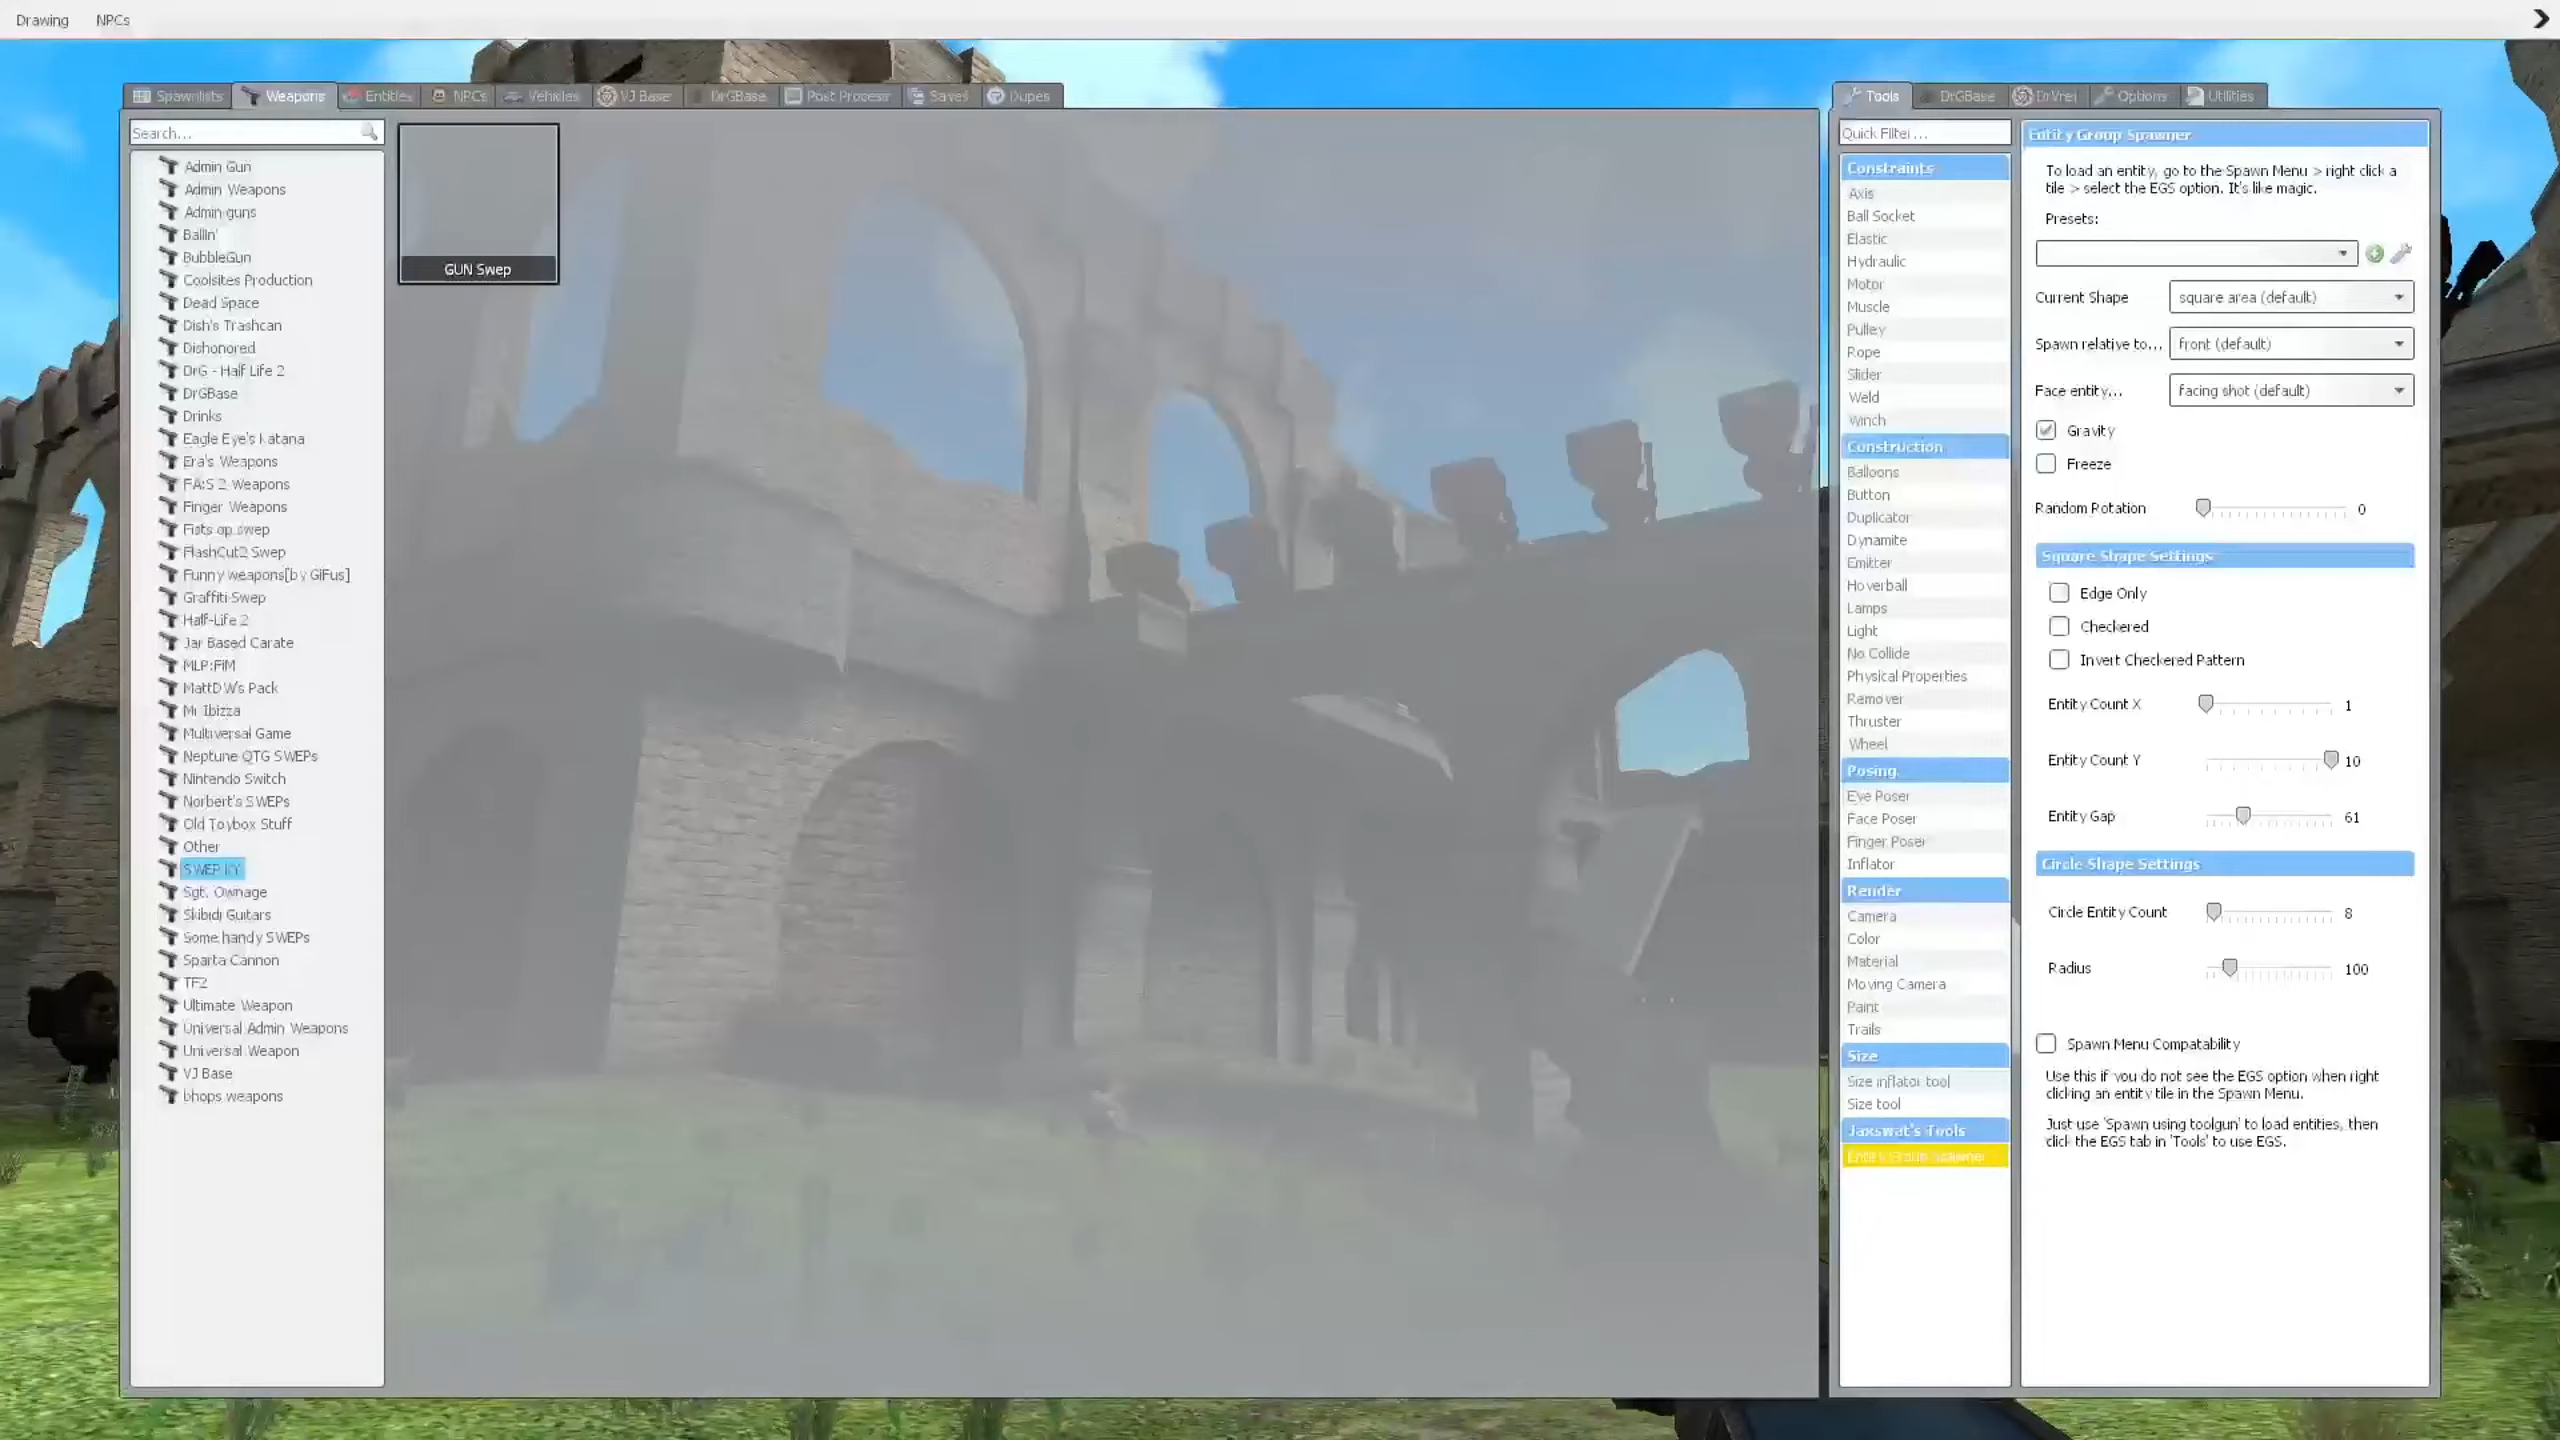 Drawing NPCs
Spawnlists Weapons Entities NPCs Vehicles VJ Base DrGBase Post Process Saves Dupes
Search...
Admin Gun
Admin Weapons
Admin guns
Ballin'
BubbleGun
Coolsites Production
Dead Space
Dish's Trashcan
Dishonored
DrG - Half Life 2
DrGBase
Drinks
Eagle Eye's Katana
Era's Weapons
FA:S 2 Weapons
Finger Weapons
Fists op swep
FlashCut2 Swep
Funny weapons[by GIFus]
Graffiti Swep
Half-Life 2
Jar Based Carate
MLP:FiM
MattDW's Pack
Mr Ibizza
Multiversal Game
Neptune QTG SWEPs
Nintendo Switch
Norbert's SWEPs
Old Toybox Stuff
Other
SWEP
Sgt. Ownage
Skibidi Guitars
Some handy SWEPs
Sparta Cannon
TF2
Ultimate Weapon
Universal Admin Weapons
Universal Weapon
VJ Base
bhops weapons
GUN Swep
Tools DrGBase DrVrej Options Utilities
Quick Filter...
Constraints
Axis
Ball Socket
Elastic
Hydraulic
Motor
Muscle
Pulley
Rope
Slider
Weld
Winch
Construction
Balloons
Button
Duplicator
Dynamite
Emitter
Hoverball
Lamps
Light
No Collide
Physical Properties
Remover
Thruster
Wheel
Posing
Eye Poser
Face Poser
Finger Poser
Inflator
Render
Camera
Color
Material
Moving Camera
Paint
Trails
Size
Size inflator tool
Size tool
Jaxswat's Tools
Entity Group Spawner
Entity Group Spawner
To load an entity, go to the Spawn Menu > right click a
tile > select the EGS option. It's like magic.
Presets:
Current Shape square area (default)
Spawn relative to... front (default)
Face entity... facing shot (default)
Gravity
Freeze
Random Rotation 0
Square Shape Settings
Edge Only
Checkered
Invert Checkered Pattern
Entity Count X 1
Entity Count Y 10
Entity Gap 61
Circle Shape Settings
Circle Entity Count 8
Radius 100
Spawn Menu Compatability
Use this if you do not see the EGS option when right
clicking an entity tile in the Spawn Menu.
Just use 'Spawn using toolgun' to load entities, then
click the EGS tab in 'Tools' to use EGS.